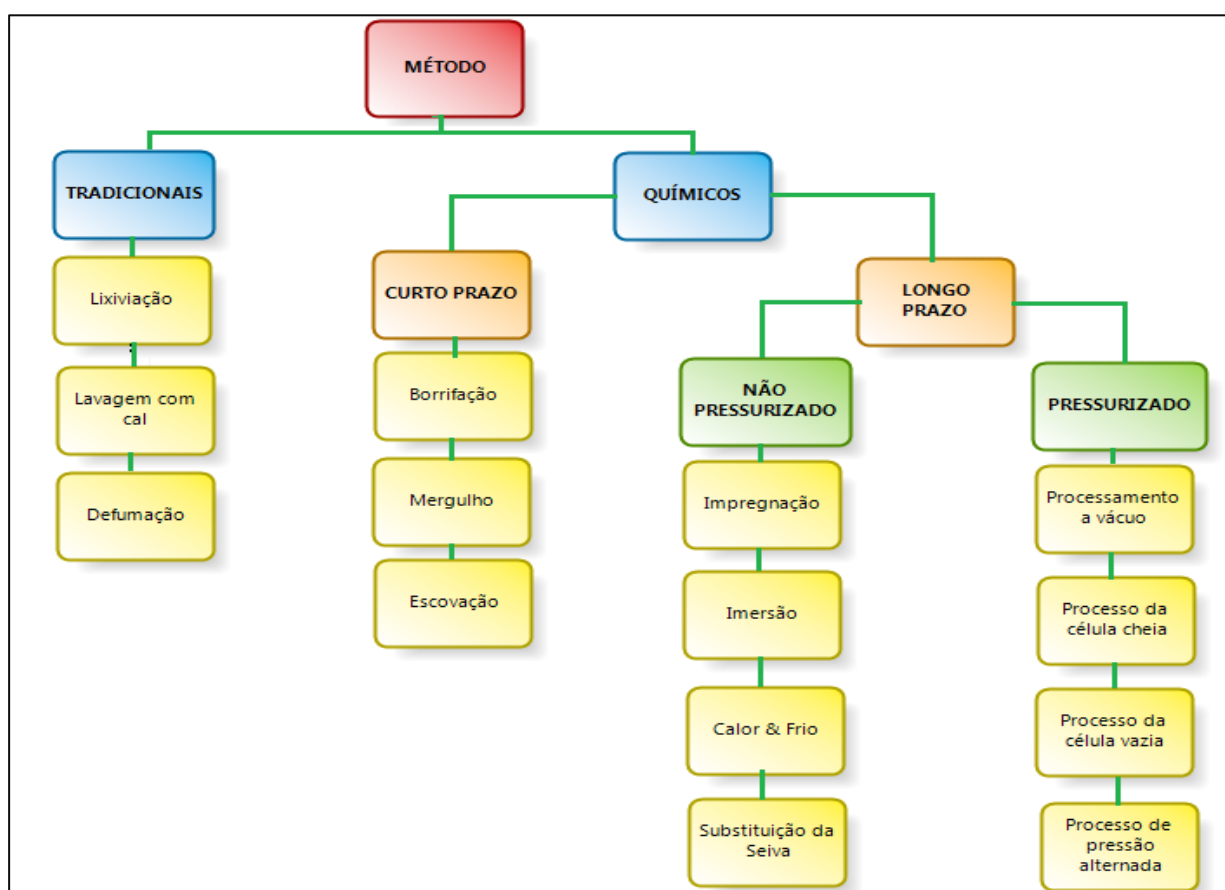 MÉTODO
TRADICIONAIS
QUÍMICOS
Lixiviação
Lavagem com
cal
Defumação
CURTO PRAZO
Borrifação
Mergulho
Escovação
LONGO
PRAZO
NÃO
PRESSURIZADO
Impregnação
Imersão
Calor & Frio
Substituição da
Seiva
PRESSURIZADO
Processamento
a vácuo
Processo da
célula cheia
Processo da
célula vazia
Processo de
pressão
alternada